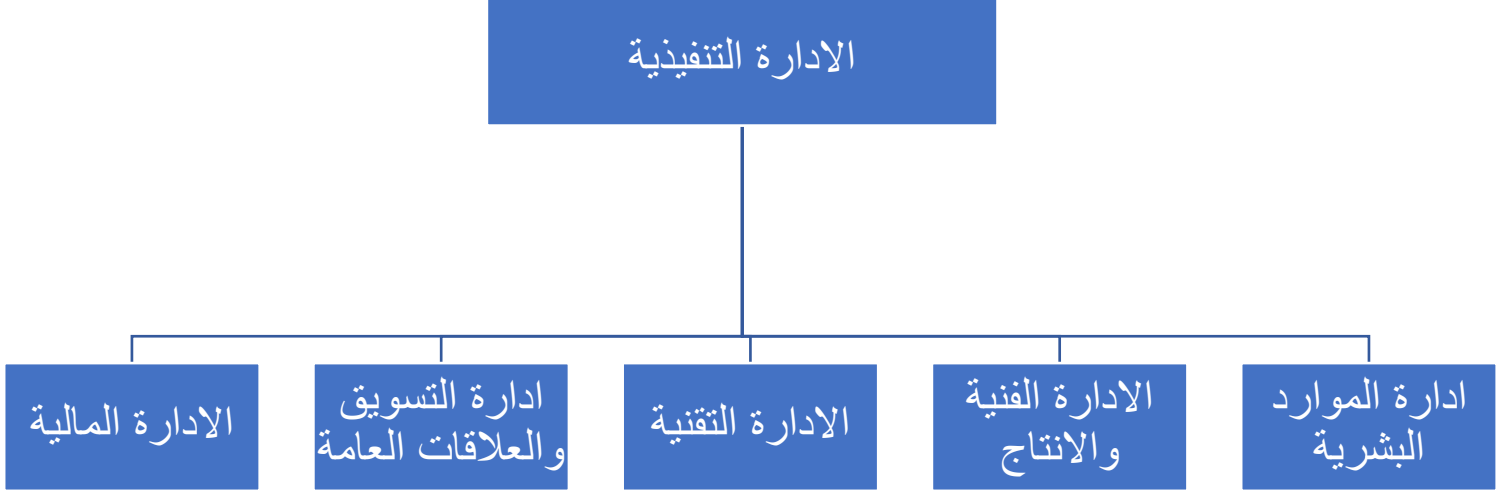 الادارة التنفيذية
ادارة الموارد
البشرية
الادارة الفنية
والانتاج
الادارة التقنية
ادارة التسويق
والعلاقات العامة
الادارة المالية